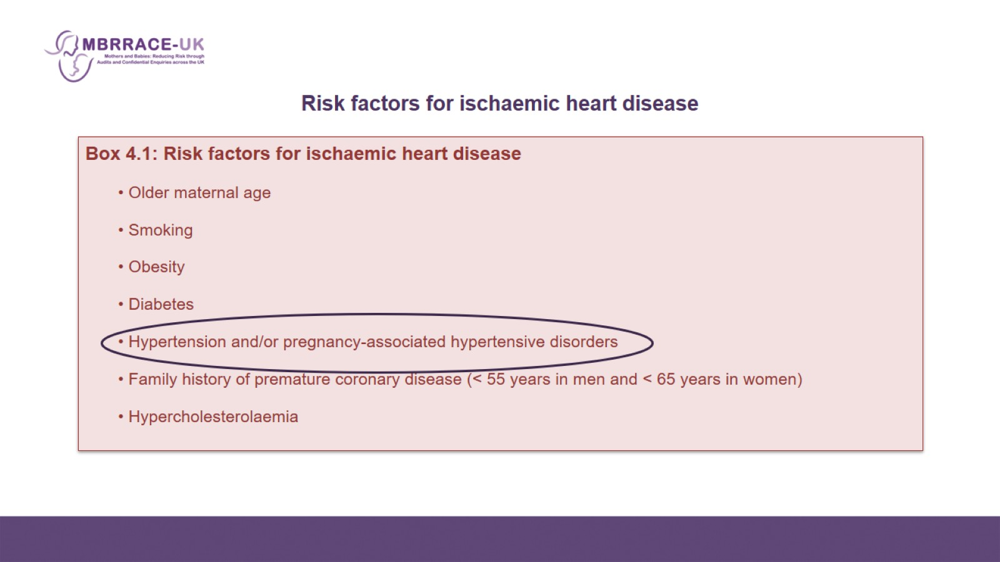 MBRRACE-UK
Mothers and Babies: Reducing Risk through
Audits and Confidential Enquiries across the UK
Risk factors for ischaemic heart disease
Box 4.1: Risk factors for ischaemic heart disease
• Older maternal age
• Smoking
• Obesity
• Diabetes
• Hypertension and/or pregnancy-associated hypertensive disorders
• Family history of premature coronary disease (< 55 years in men and < 65 years in women)
• Hypercholesterolaemia